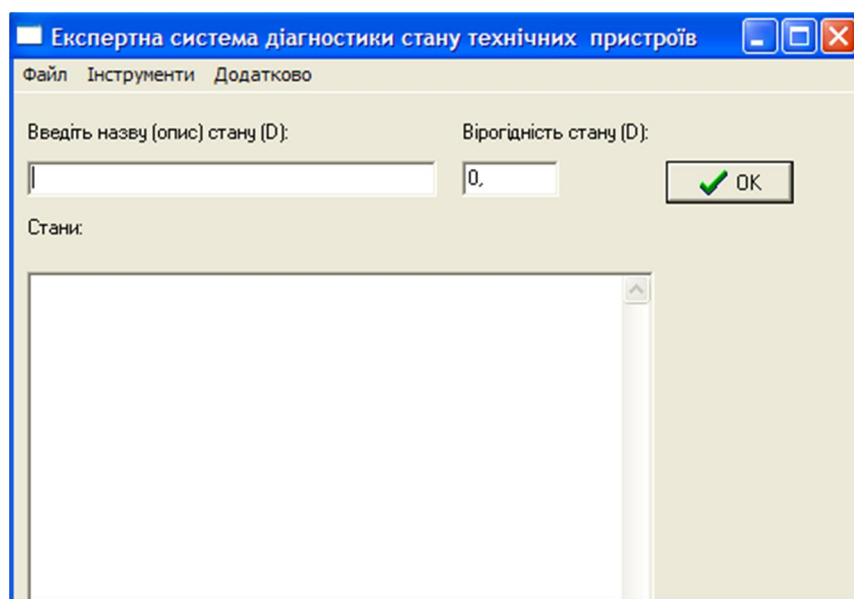 Експертна система діагностики стану технічних пристроїв
Файл Інструменти Додатково
Введіть назву (опис) стану (D): Вірогідність стану (D):
0,
OK
Стани: